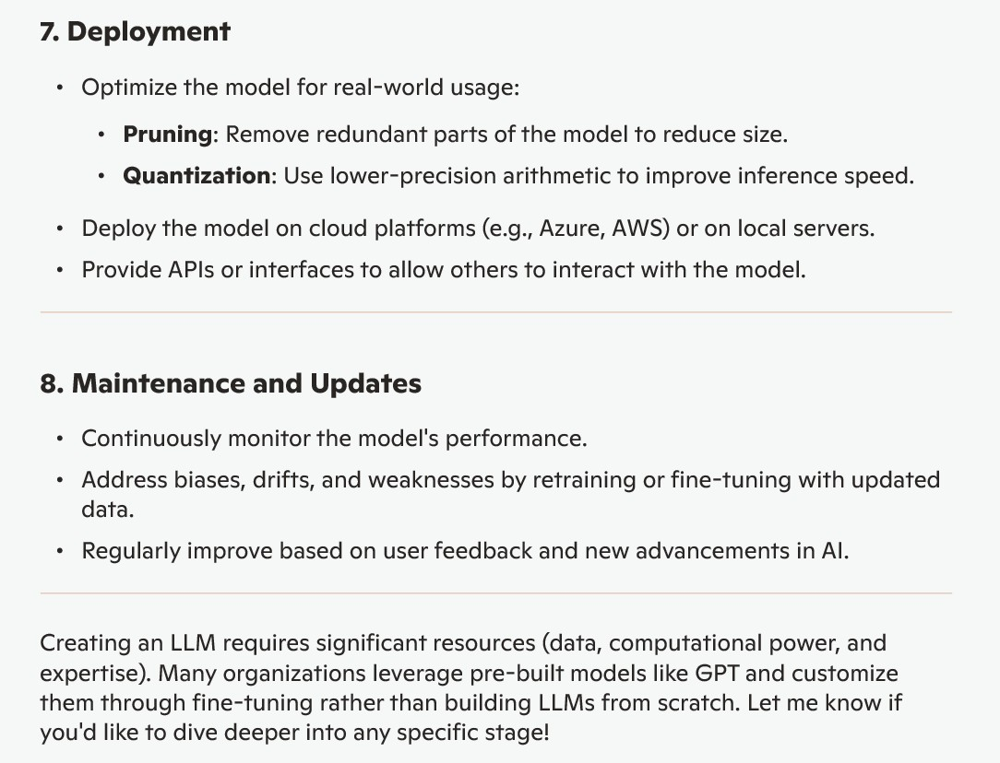 7. Deployment
• Optimize the model for real-world usage:
• Pruning: Remove redundant parts of the model to reduce size.
• Quantization: Use lower-precision arithmetic to improve inference speed.
• Deploy the model on cloud platforms (e.g., Azure, AWS) or on local servers.
• Provide APIs or interfaces to allow others to interact with the model.
8. Maintenance and Updates
• Continuously monitor the model's performance.
• Address biases, drifts, and weaknesses by retraining or fine-tuning with updated
data.
• Regularly improve based on user feedback and new advancements in AI.
Creating an LLM requires significant resources (data, computational power, and
expertise). Many organizations leverage pre-built models like GPT and customize
them through fine-tuning rather than building LLMs from scratch. Let me know if
you'd like to dive deeper into any specific stage!